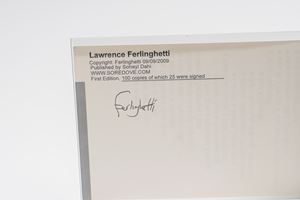 Lawrence Ferlinghetti
Copyright: Ferlinghetti 09/09/2009
Published by Soheyl Dahi
WWW.SOREDOVE.COM
First Edition, 100 copies of which 25 were signed
Ferlinghetti